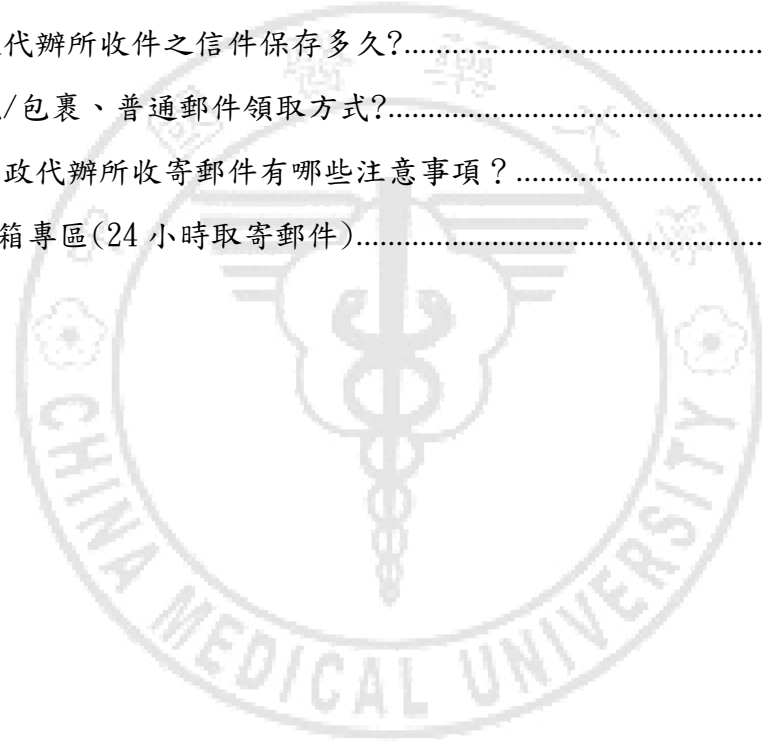 代辦所收件之信件保存多久?
/包裹、普通郵件領取方式?
政代辦所收寄郵件有哪些注意事項？
箱專區(24 小時取寄郵件)
CHINA MEDICAL UNIVERSITY